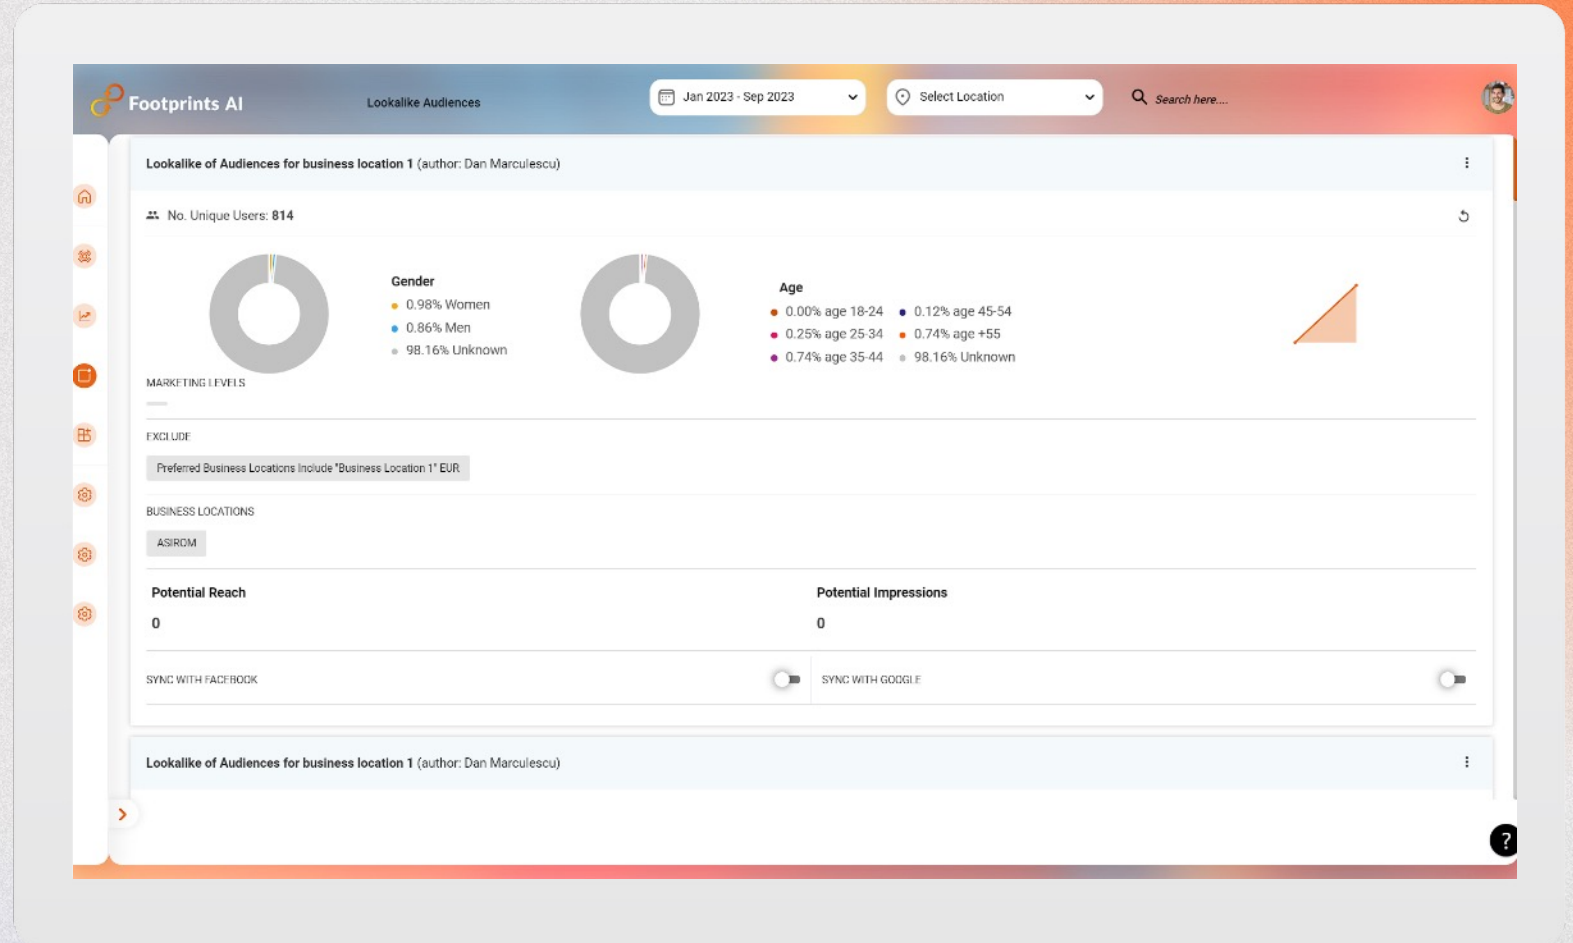 Footprints AI
Lookalike Audiences
Jan 2023 - Sep 2023
Select Location
Search here....
Lookalike of Audiences for business location 1 (author: Dan Marculescu)
No. Unique Users: 814
Gender
0.98% Women
0.86% Men
98.16% Unknown
Age
0.00% age 18-24
0.12% age 45-54
0.25% age 25-34
0.74% age +55
0.74% age 35-44
98.16% Unknown
MARKETING LEVELS
EXCLUDE
Preferred Business Locations Include "Business Location 1" EUR
BUSINESS LOCATIONS
ASIROM
Potential Reach
Potential Impressions
0
0
SYNC WITH FACEBOOK
SYNC WITH GOOGLE
Lookalike of Audiences for business location 1 (author: Dan Marculescu)
?